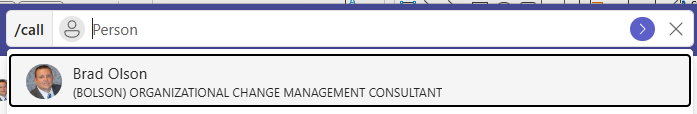 /call Person
Brad Olson
(BOLSON) ORGANIZATIONAL CHANGE MANAGEMENT CONSULTANT